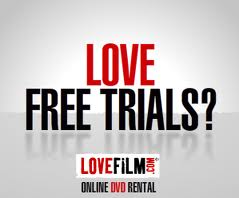 LOVE
FREE TRIALS?
LOVEFiLM.COM
ONLINE DVD RENTAL